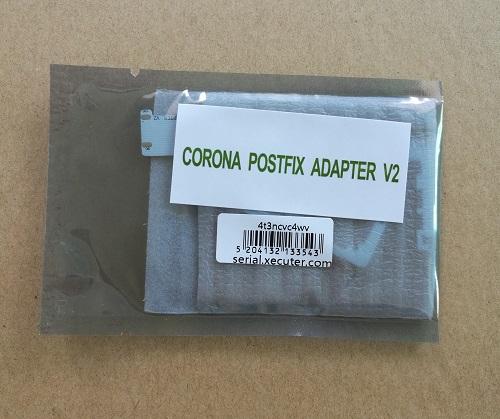 CORONA POSTFIX ADAPTER V2
4t3ncvc4wv
5 204132 133543
serial.xecuter.com